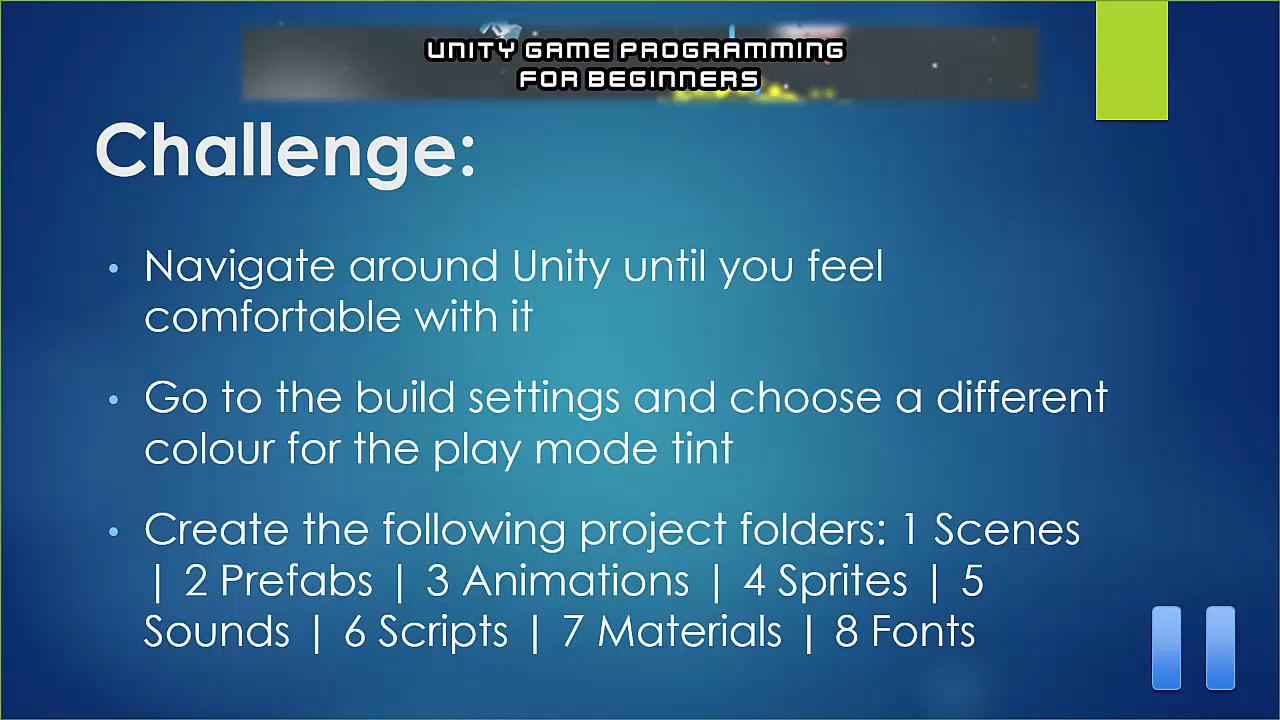 UNITY GAME PROGRAMMING
FOR BEGINNERS
Challenge:
• Navigate around Unity until you feel
comfortable with it
• Go to the build settings and choose a different
colour for the play mode tint
• Create the following project folders: 1 Scenes
| 2 Prefabs | 3 Animations | 4 Sprites | 5
Sounds | 6 Scripts | 7 Materials | 8 Fonts